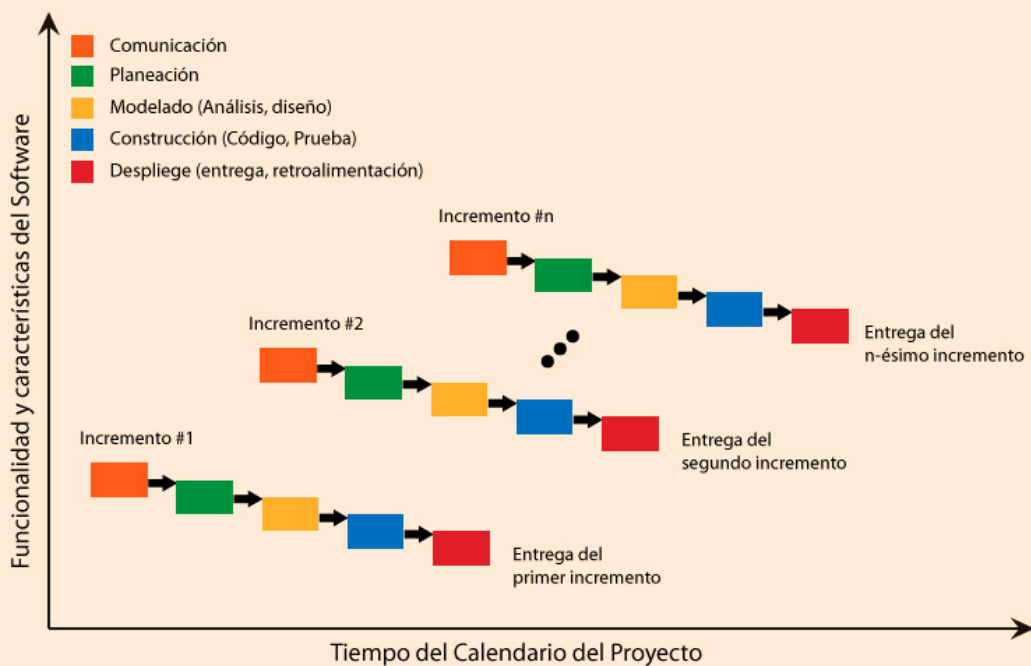 Funcionalidad y características del Software
Comunicación
Planeación
Modelado (Análisis, diseño)
Construcción (Código, Prueba)
Despliege (entrega, retroalimentación)
Incremento #n
Entrega del
n-ésimo incremento
Incremento #2
Entrega del
segundo incremento
Incremento #1
Entrega del
primer incremento
Tiempo del Calendario del Proyecto